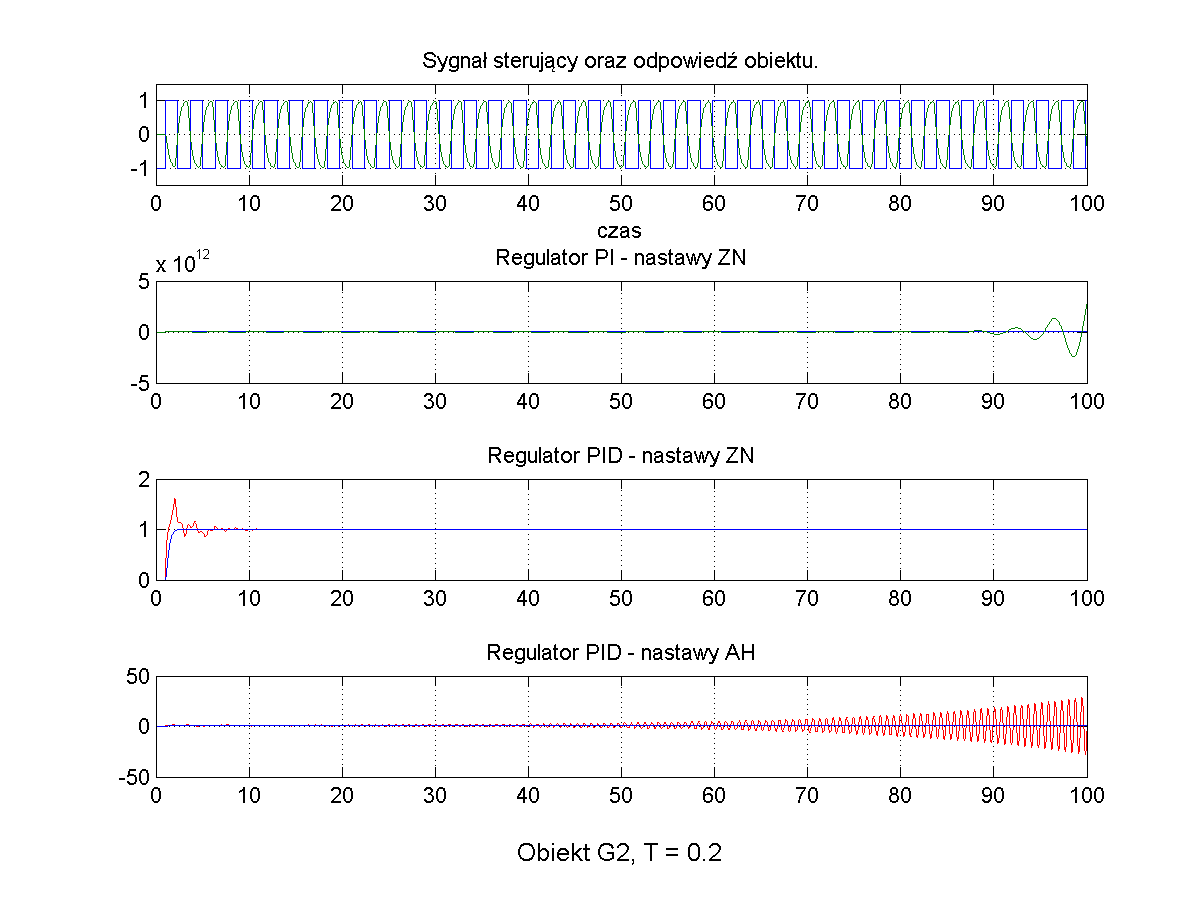 Sygnał sterujący oraz odpowiedź obiektu.
1
0
-1
0 10 20 30 40 50 60 70 80 90 100
czas
Regulator PI - nastawy ZN
x 10^12
5
0
-5
0 10 20 30 40 50 60 70 80 90 100
Regulator PID - nastawy ZN
2
1
0
0 10 20 30 40 50 60 70 80 90 100
Regulator PID - nastawy AH
50
0
-50
0 10 20 30 40 50 60 70 80 90 100
Obiekt G2, T = 0.2